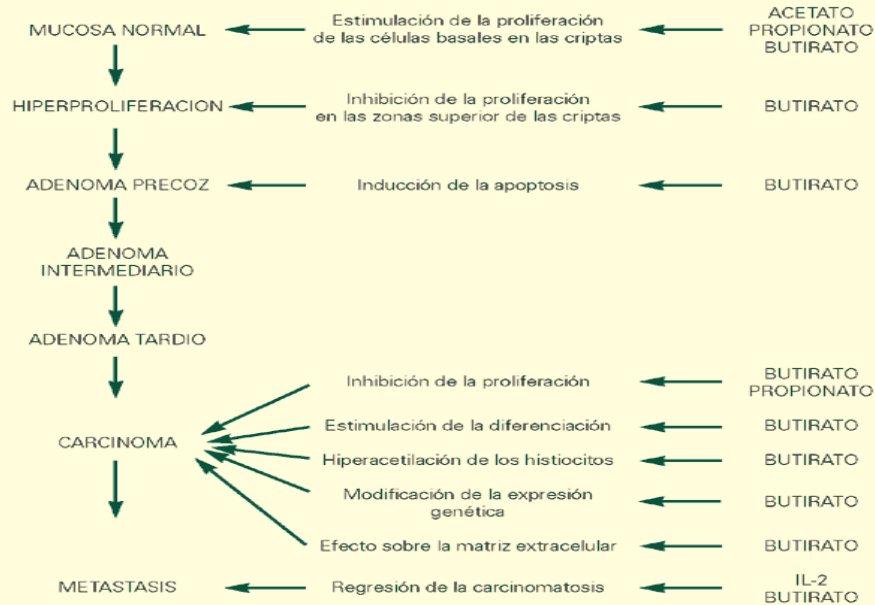 MUCOSA NORMAL
Estimulación de la proliferación
de las células basales en las criptas
ACETATO
PROPIONATO
BUTIRATO
HIPERPROLIFERACION
Inhibición de la proliferación
en las zonas superior de las criptas
BUTIRATO
ADENOMA PRECOZ
Inducción de la apoptosis
BUTIRATO
ADENOMA
INTERMEDIARIO
ADENOMA TARDIO
Inhibición de la proliferación
BUTIRATO
PROPIONATO
CARCINOMA
Estimulación de la diferenciación
BUTIRATO
Hiperacetilación de los histiocitos
BUTIRATO
Modificación de la expresión
genética
BUTIRATO
Efecto sobre la matriz extracelular
BUTIRATO
METASTASIS
Regresión de la carcinomatosis
IL-2
BUTIRATO